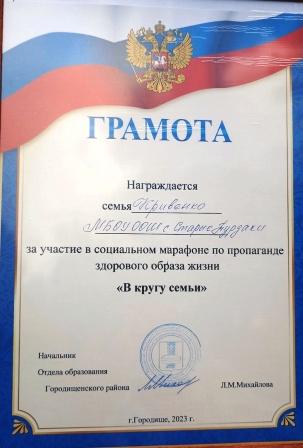 ГРАМОТА
Награждается
семья Кривенко
МБОУ ООШ с Старые Пурдаки
за участие в социальном марафоне по пропаганде
здорового образа жизни
«В кругу семьи»
Начальник
Отдела образования
Городищенского района
Л.М.Михайлова
г.Городище, 2023 г.